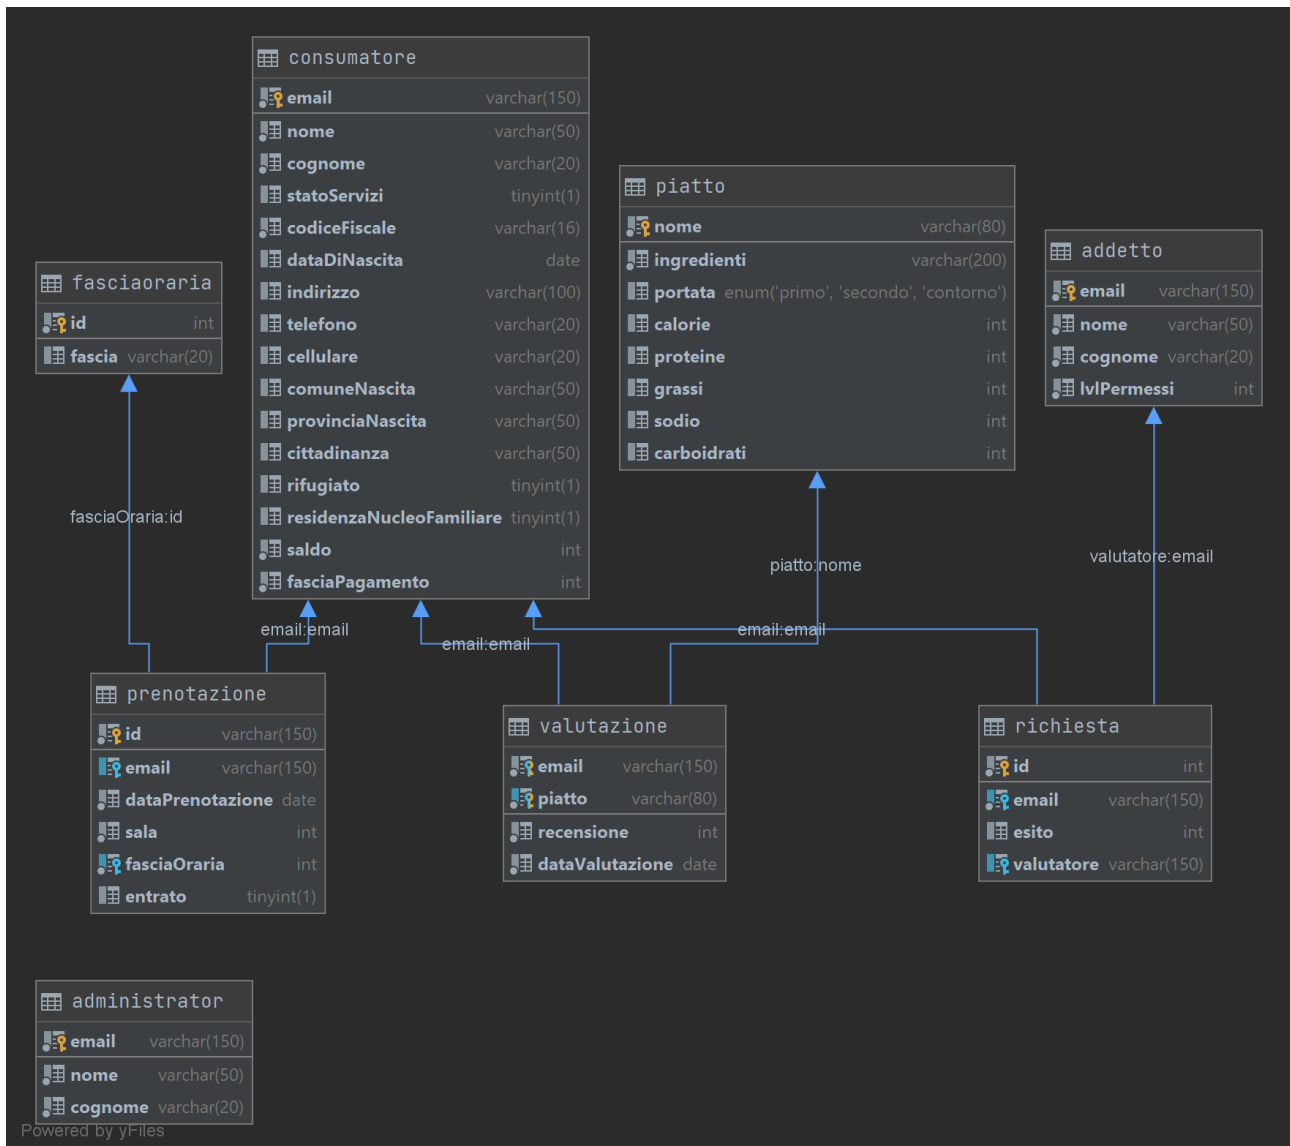 consumatore
email varchar(150)
nome varchar(50)
cognome varchar(20)
statoServizi tinyint(1)
codiceFiscale varchar(16)
dataDiNascita date
indirizzo varchar(100)
telefono varchar(20)
cellulare varchar(20)
comuneNascita varchar(50)
provinciaNascita varchar(50)
cittadinanza varchar(50)
rifugiato tinyint(1)
residenzaNucleoFamiliare tinyint(1)
saldo int
fasciaPagamento int
piatto
nome varchar(80)
ingredienti varchar(200)
portata enum('primo', 'secondo', 'contorno')
calorie int
proteine int
grassi int
sodio int
carboidrati int
addetto
email varchar(150)
nome varchar(50)
cognome varchar(20)
lvlPermessi int
fasciaoraria
id int
fascia varchar(20)
fasciaOraria:id
email:email
email:email
email:email
piatto:nome
valutatore:email
prenotazione
id varchar(150)
email varchar(150)
dataPrenotazione date
sala int
fasciaOraria int
entrato tinyint(1)
valutazione
email varchar(150)
piatto varchar(80)
recensione int
dataValutazione date
richiesta
id int
email varchar(150)
esito int
valutatore varchar(150)
administrator
email varchar(150)
nome varchar(50)
cognome varchar(20)
Powered by yFiles